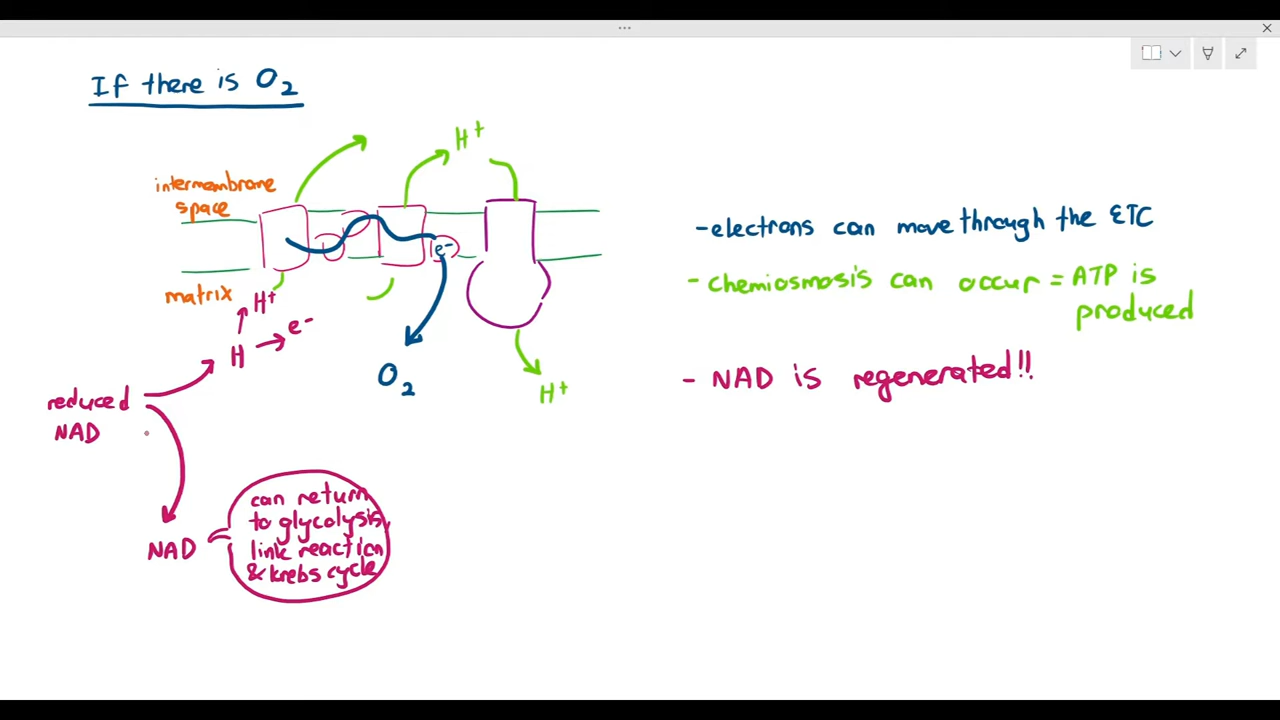 If there is O2
H+
intermembrane
space
e-
matrix
H+
e-
H
O2
H+
reduced
NAD
NAD
can return
to glycolysis,
link reaction
& krebs cycle
- electrons can move through the ETC
- chemiosmosis can occur = ATP is
produced
- NAD is regenerated!!